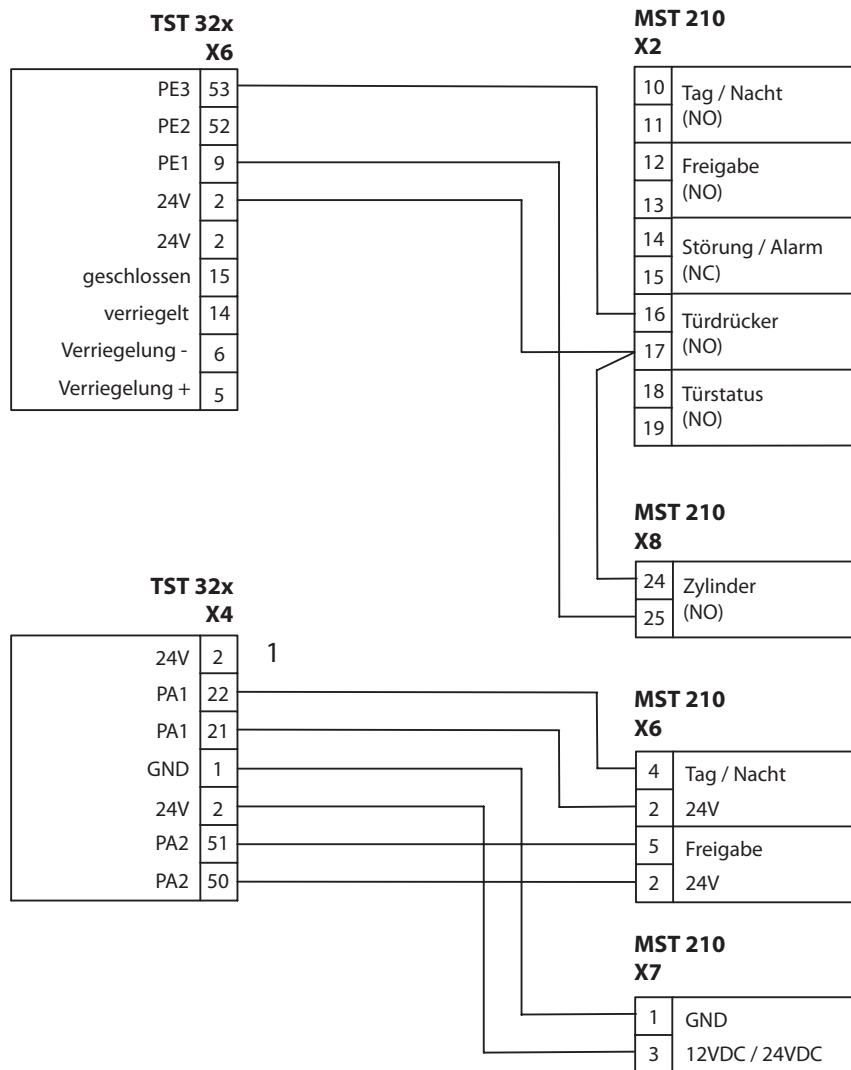 TST 32x
X6
PE3 53
PE2 52
PE1 9
24V 2
24V 2
geschlossen 15
verriegelt 14
Verriegelung - 6
Verriegelung + 5
MST 210
X2
10 Tag / Nacht
11 (NO)
12 Freigabe
13 (NO)
14 Störung / Alarm
15 (NC)
16 Türdrücker
17 (NO)
18 Türstatus
19 (NO)
MST 210
X8
24 Zylinder
25 (NO)
TST 32x
X4
24V 2 1
PA1 22
PA1 21
GND 1
24V 2
PA2 51
PA2 50
MST 210
X6
4 Tag / Nacht
2 24V
5 Freigabe
2 24V
MST 210
X7
1 GND
3 12VDC / 24VDC